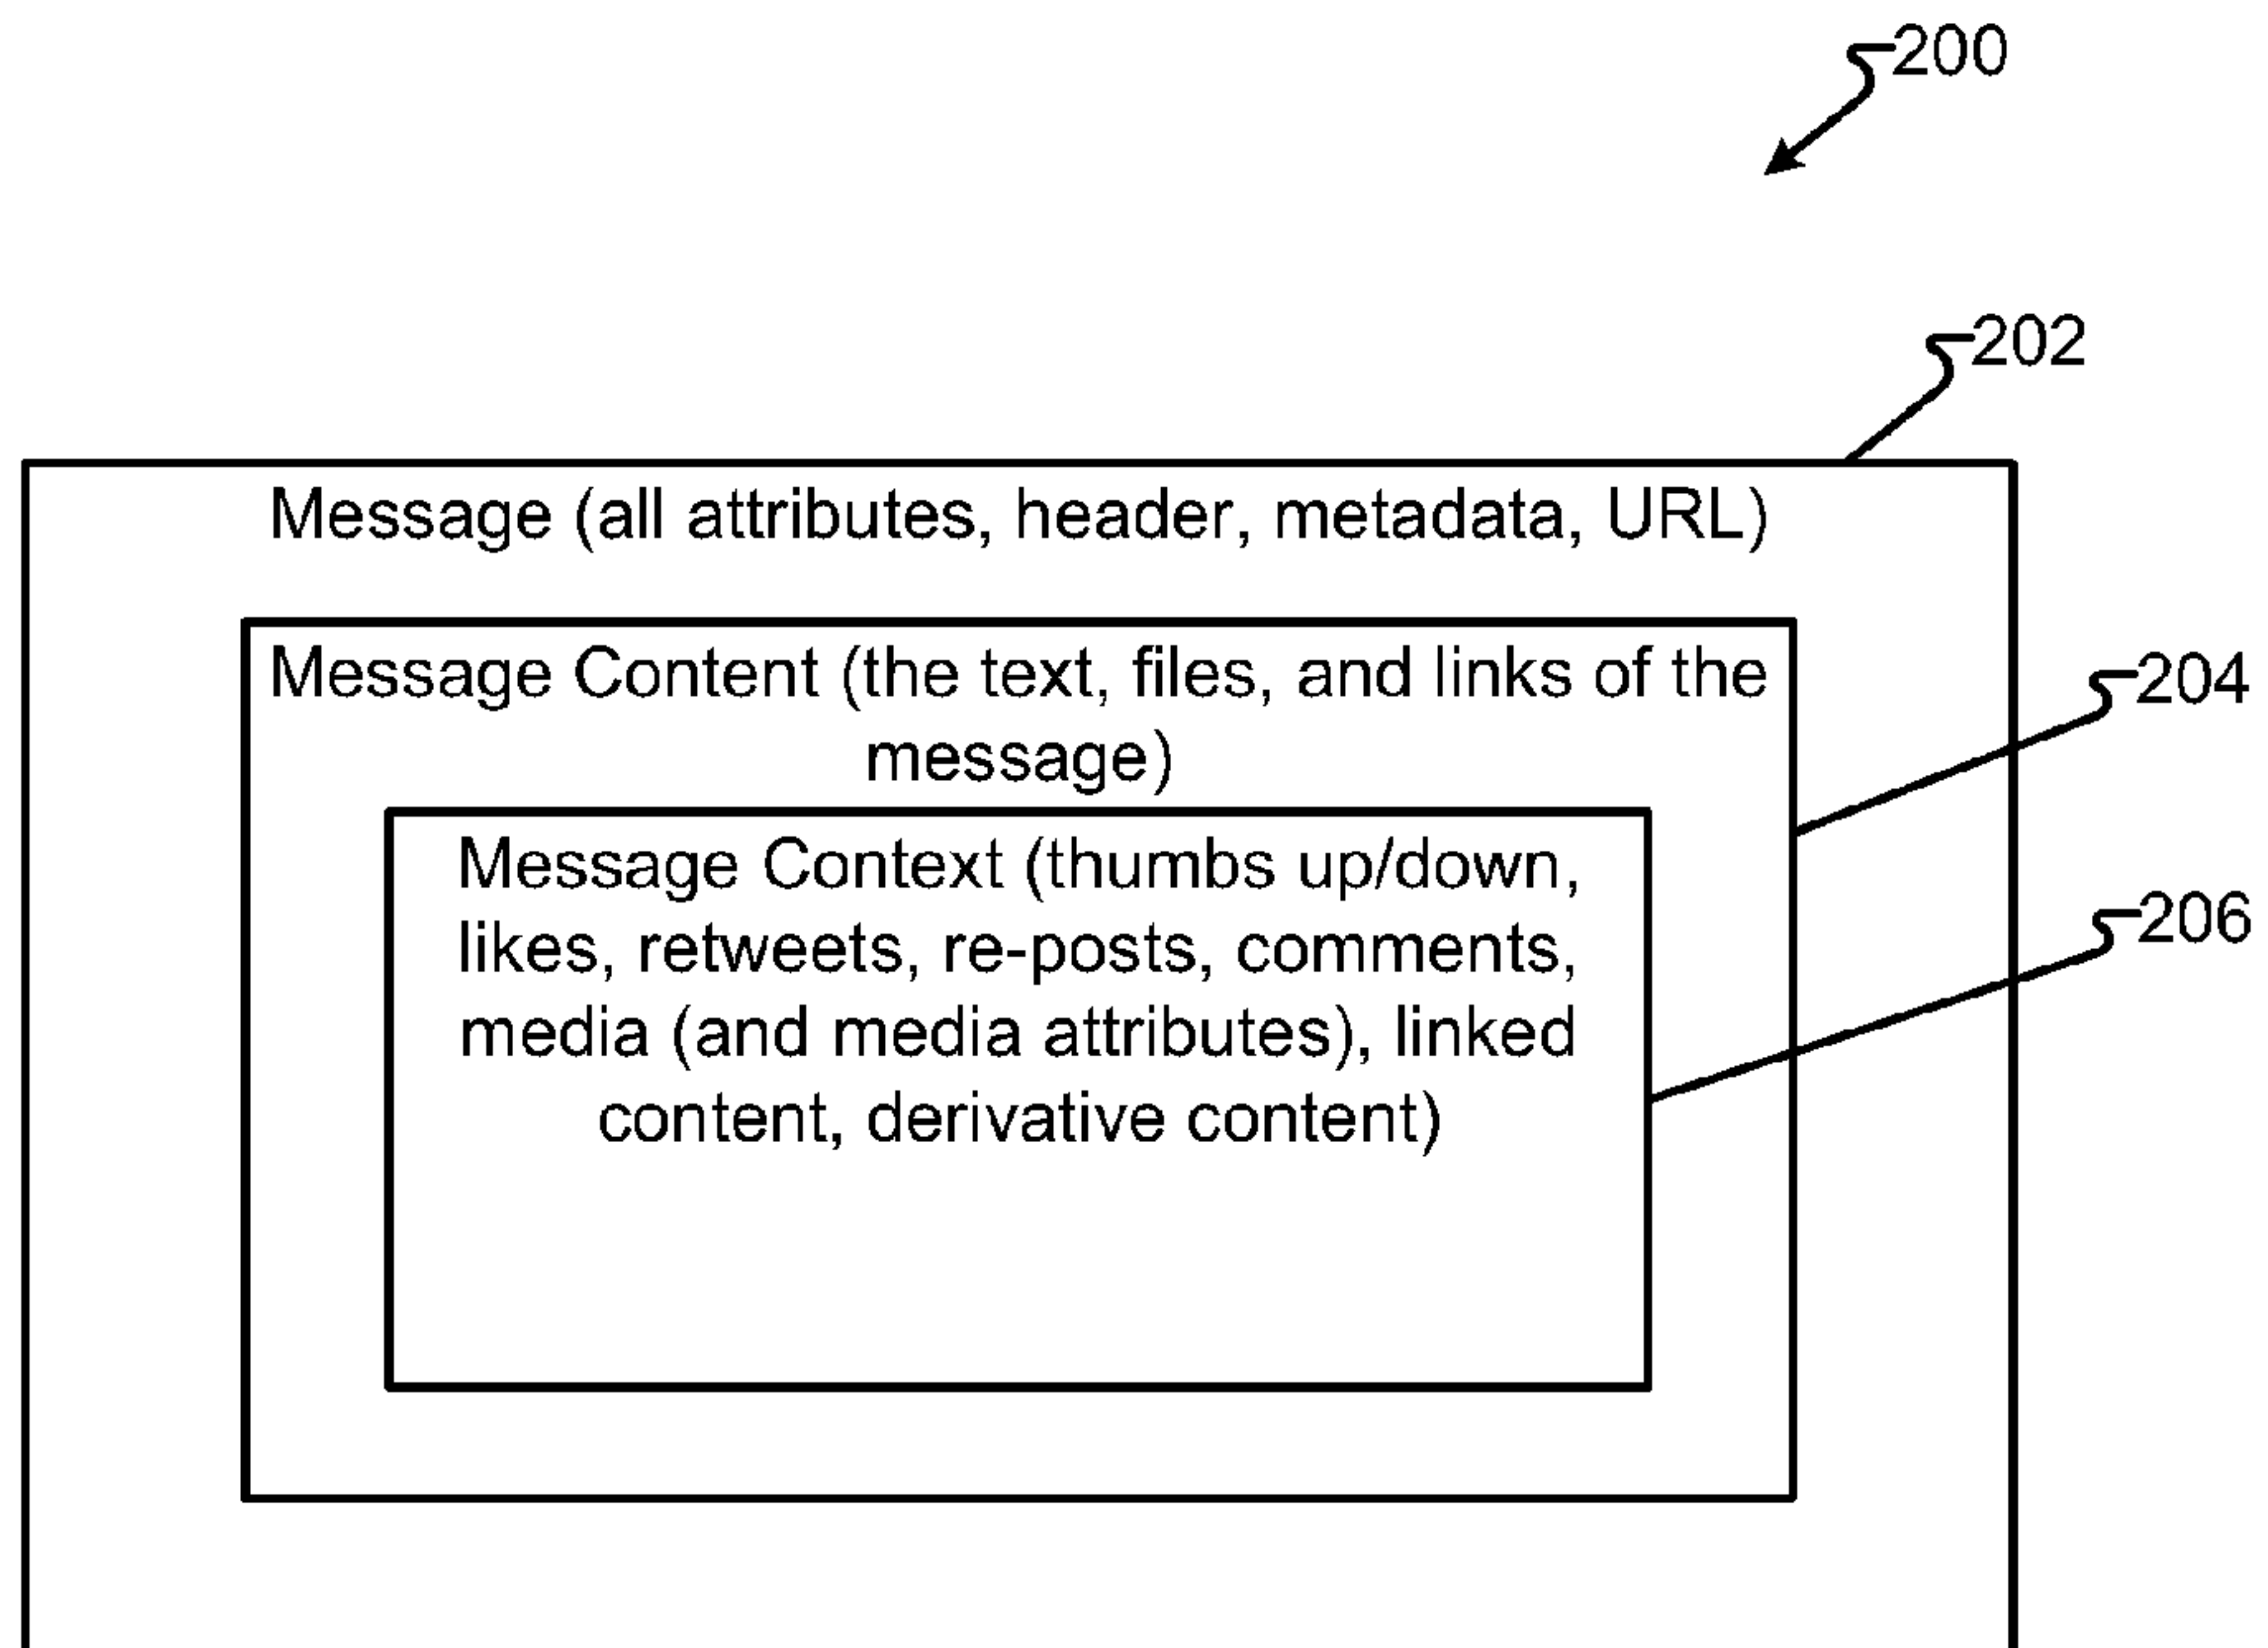 200
202
Message (all attributes, header, metadata, URL)
Message Content (the text, files, and links of the
message)
204
Message Context (thumbs up/down,
likes, retweets, re-posts, comments,
media (and media attributes), linked
content, derivative content)
206